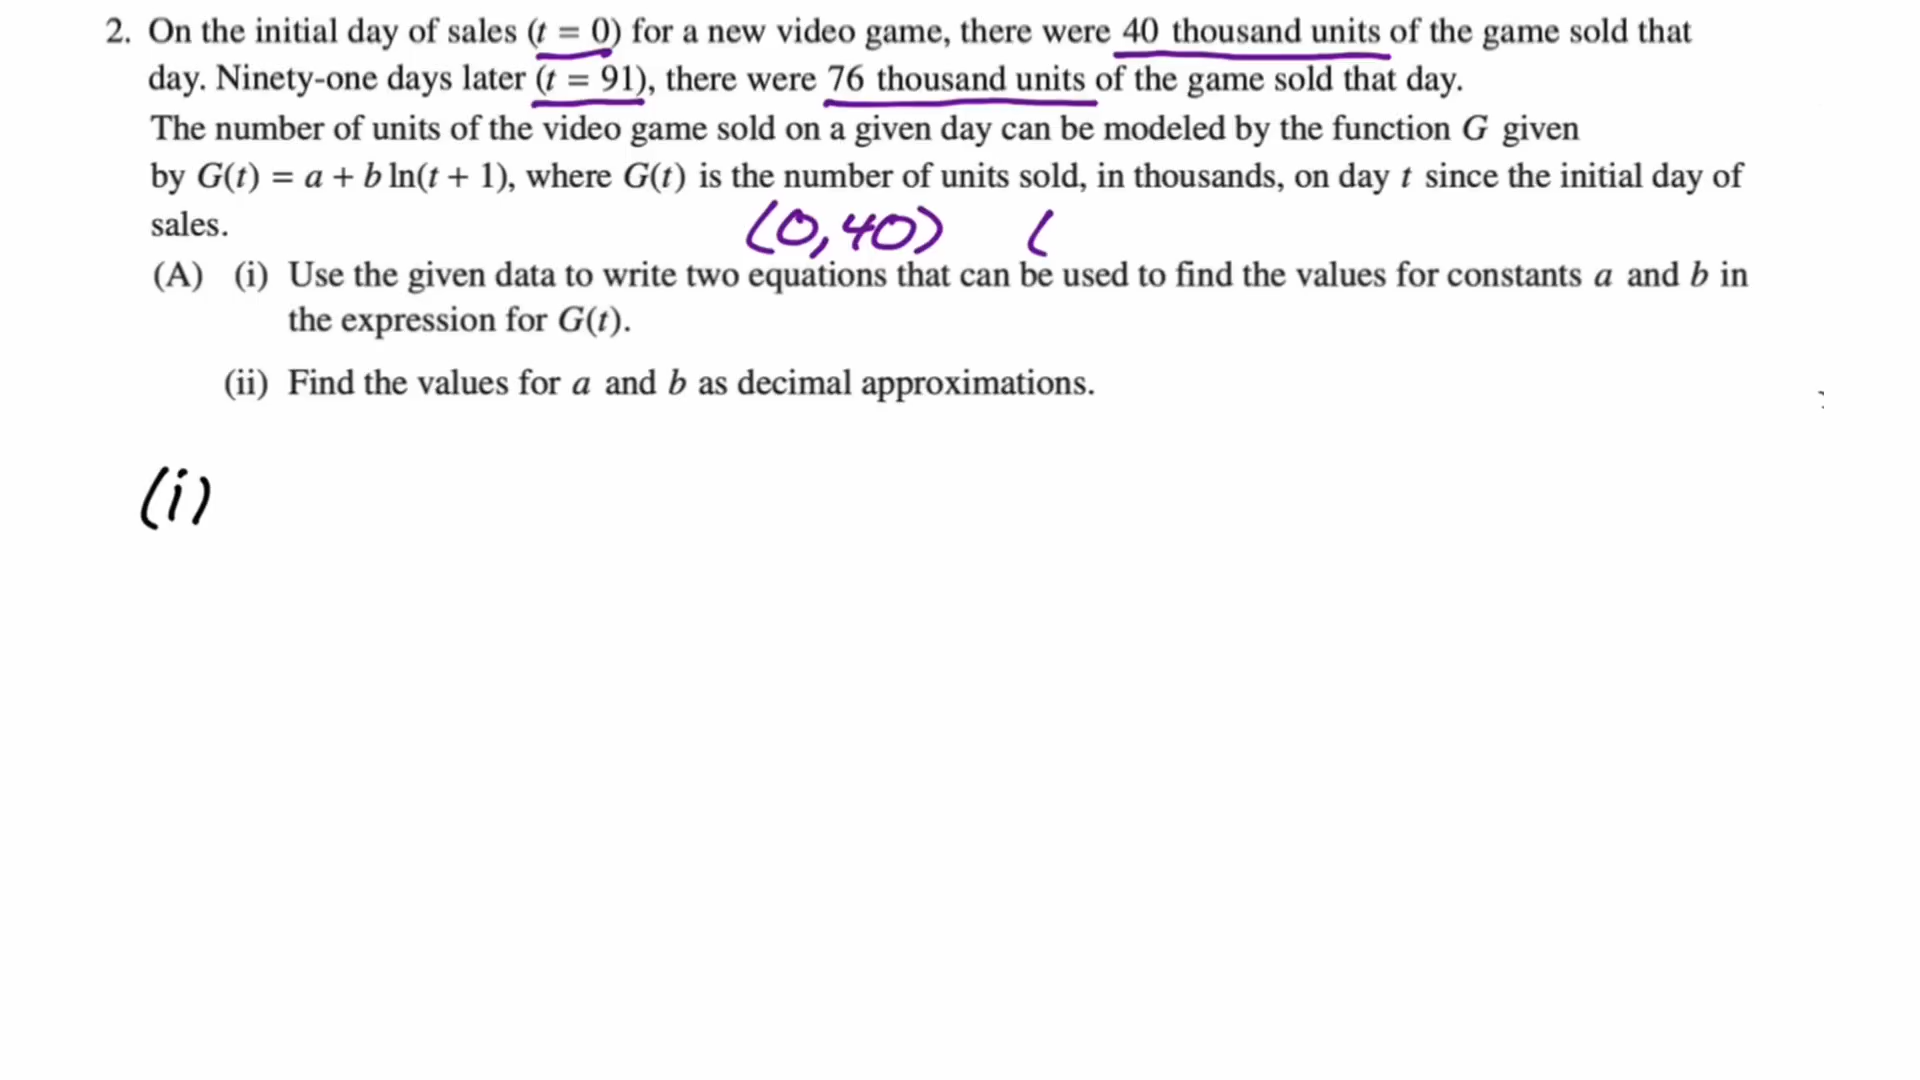 2. On the initial day of sales (t = 0) for a new video game, there were 40 thousand units of the game sold that
day. Ninety-one days later (t = 91), there were 76 thousand units of the game sold that day.
The number of units of the video game sold on a given day can be modeled by the function G given
by G(t) = a + b ln(t + 1), where G(t) is the number of units sold, in thousands, on day t since the initial day of
sales.
(0,40) (
(A) (i) Use the given data to write two equations that can be used to find the values for constants a and b in
the expression for G(t).
(ii) Find the values for a and b as decimal approximations.
(i)